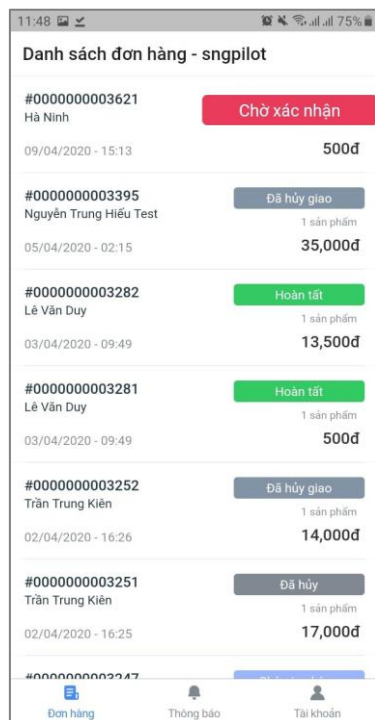 11:48 75%
Danh sách đơn hàng - sngpilot
#0000000003621
Hà Ninh
Chờ xác nhận
09/04/2020 - 15:13
500đ
#0000000003395
Đã hủy giao
Nguyễn Trung Hiếu Test
1 sản phẩm
05/04/2020 - 02:15
35,000đ
#0000000003282
Hoàn tất
Lê Văn Duy
1 sản phẩm
03/04/2020 - 09:49
13,500đ
#0000000003281
Hoàn tất
Lê Văn Duy
1 sản phẩm
03/04/2020 - 09:49
500đ
#0000000003252
Đã hủy giao
Trần Trung Kiên
1 sản phẩm
02/04/2020 - 16:26
14,000đ
#0000000003251
Đã hủy
Trần Trung Kiên
1 sản phẩm
02/04/2020 - 16:25
17,000đ
#0000000003247
Đơn hàng
Thông báo
Tài khoản